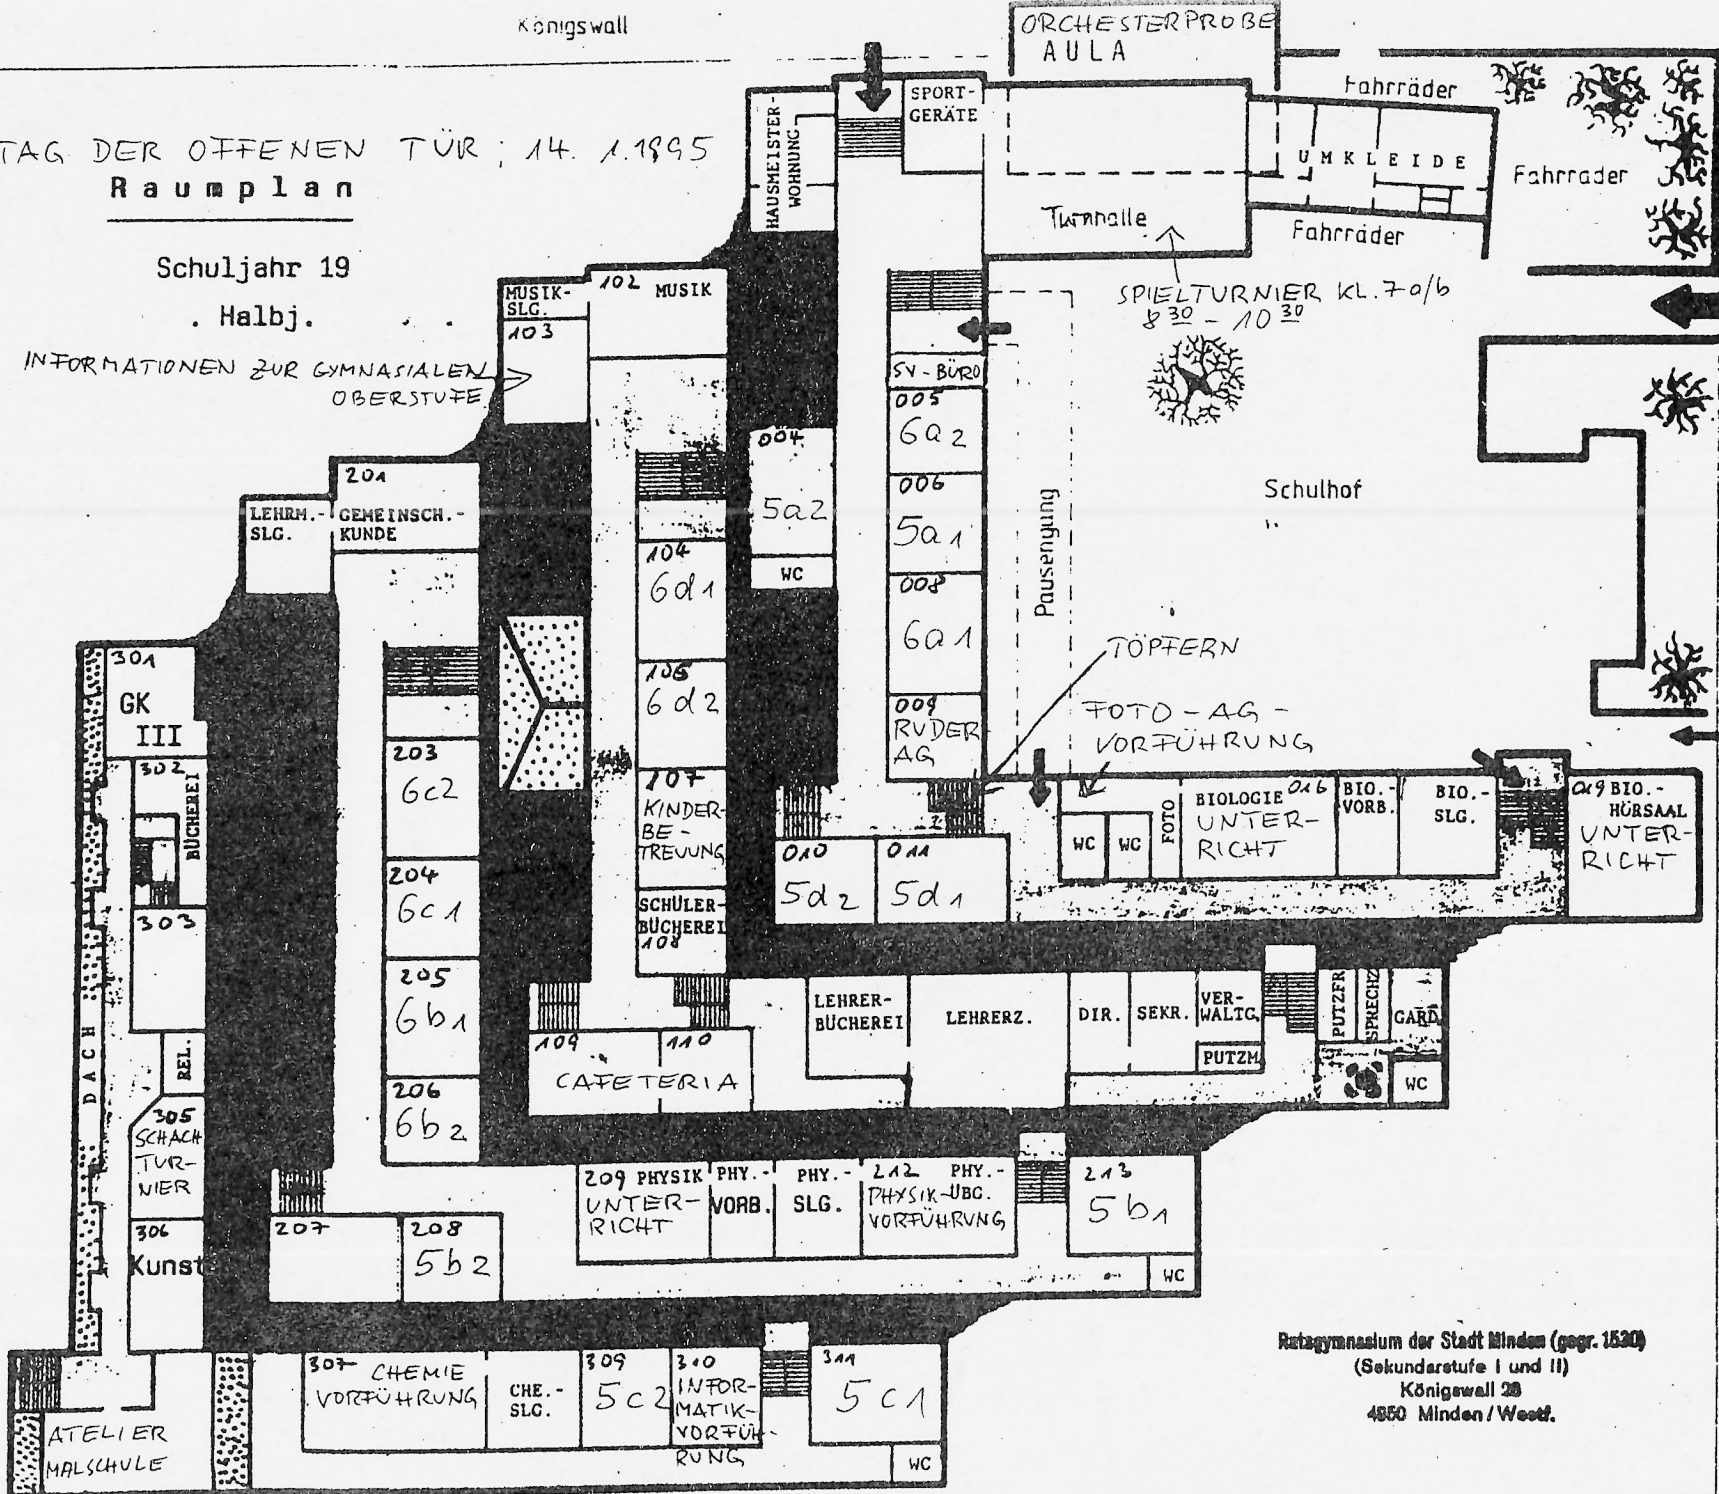 Königswall
ORCHESTERPROBE
AULA
TAG DER OFFENEN TÜR; 14. 1.1995
Raumplan
Schuljahr 19
. Halbj.
INFORMATIONEN ZUR GYMNASIALEN
OBERSTUFE
HAUSMEISTER-
WOHNUNG
SPORT-
GERÄTE
Turnhalle
UMKLEIDE
Fahrräder
Fahrräder
Fahrräder
SPIELTURNIER KL. 7a/b
8 30 - 10 30
MUSIK-
SLG.
103
102 MUSIK
SV-BÜRO
005
6a2
004
5a2
WC
006
5a1
008
6a1
009
RUDER
AG
Pausengang
Schulhof
TÖPFERN
FOTO-AG-
VORFÜHRUNG
201
GEMEINSCH.-
KUNDE
LEHRM.-
SLG.
104
6d1
106
6d2
107
KINDER-
BE-
TREUUNG
SCHÜLER-
BÜCHEREI
108
301
GK
III
302
BÜCHEREI
303
DACH
REL.
305
SCHACH
TUR-
NIER
306
Kunst
203
6c2
204
6c1
205
6b1
206
6b2
010
5d2
011
5d1
WC
WC
FOTO
BIOLOGIE 016
UNTER-
RICHT
BIO.-
VORB.
BIO.-
SLG.
019 BIO.-
HÖRSAAL
UNTER-
RICHT
109
110
CAFETERIA
LEHRER-
BÜCHEREI
LEHRERZ.
DIR.
SEKR.
VER-
WALTG.
PUTZM
PUTZFR
SPRECHZ
GARD.
WC
207
208
5b2
209 PHYSIK
UNTER-
RICHT
PHY.-
VORB.
PHY.-
SLG.
212 PHY.-
PHYSIK-ÜBG.
VORFÜHRUNG
213
5b1
WC
307 CHEMIE
VORFÜHRUNG
CHE.-
SLG.
309
5c2
310
INFOR-
MATIK-
VORFÜH-
RUNG
311
5c1
WC
ATELIER
MALSCHULE
Ratsgymnasium der Stadt Minden (gegr. 1530)
(Sekundarstufe I und II)
Königswall 28
4950 Minden / Westf.